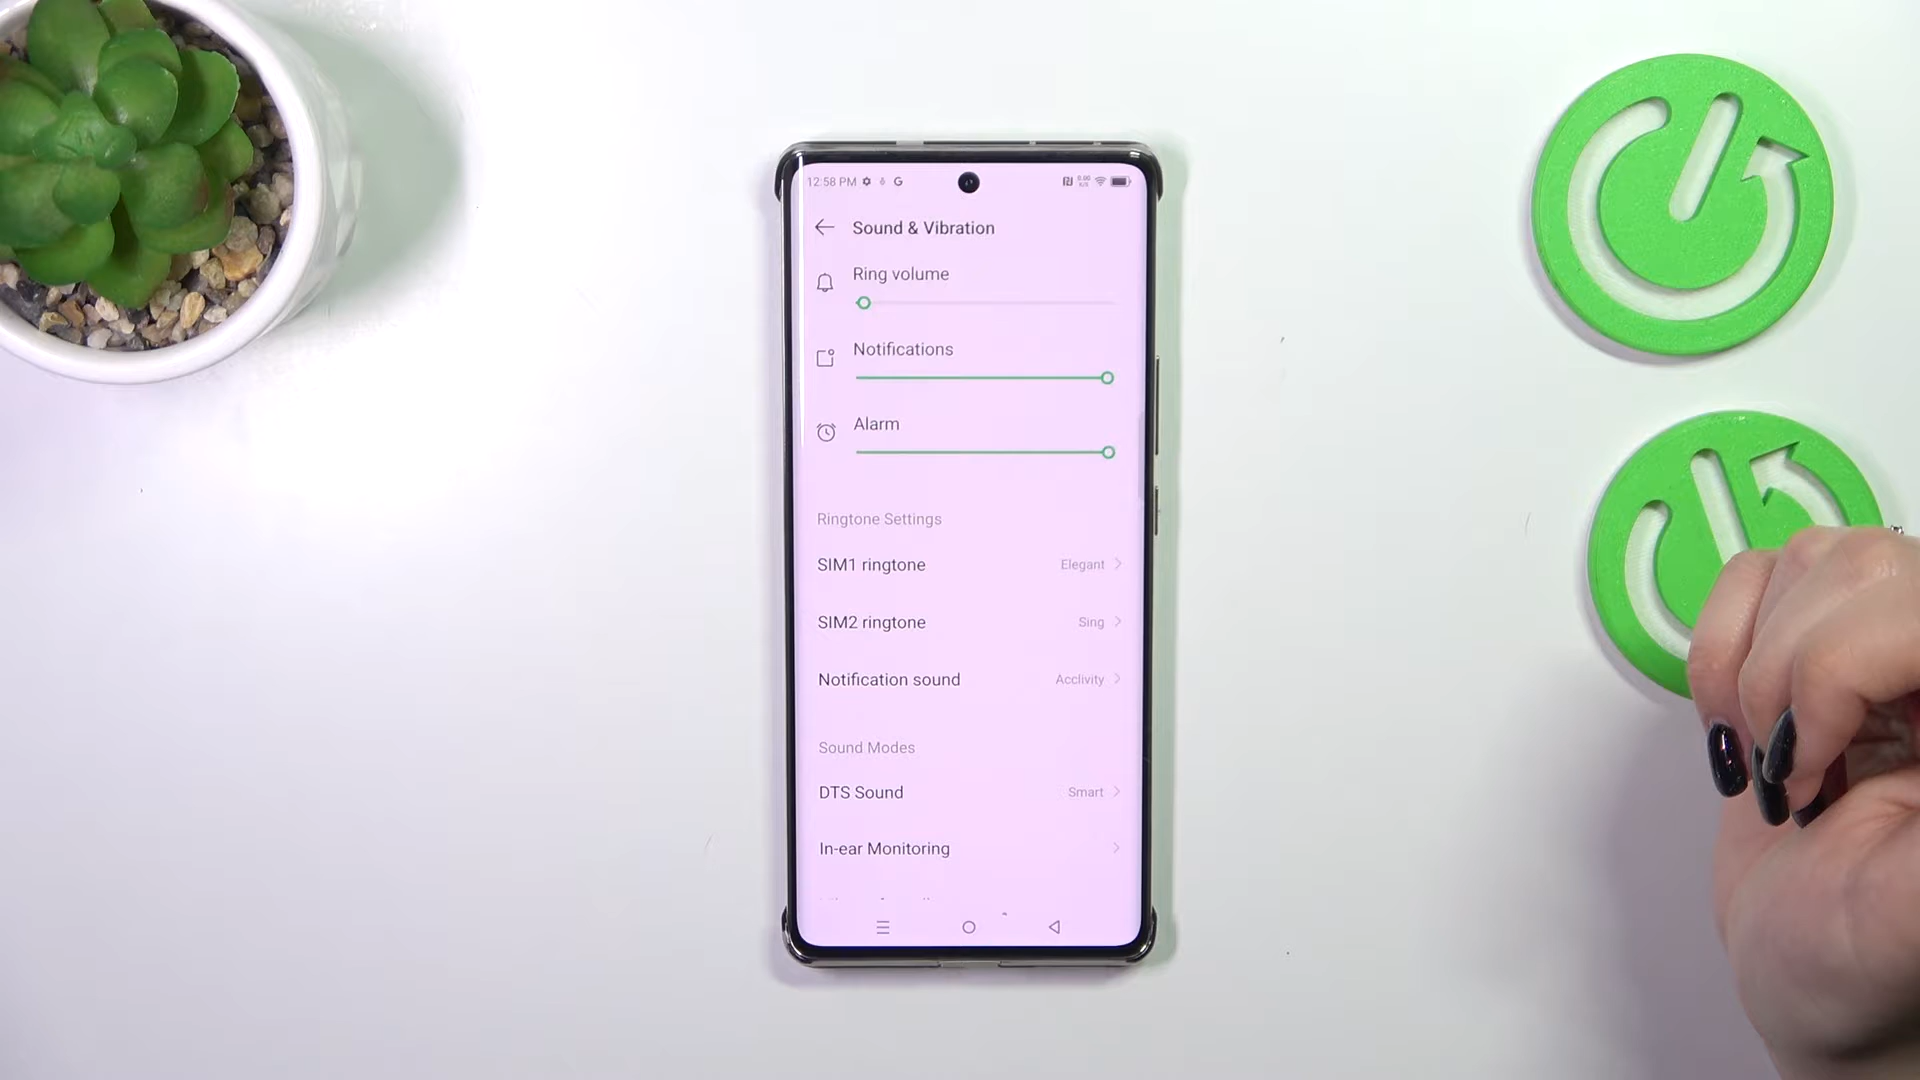 12:58 PM G
Sound & Vibration
Ring volume
Notifications
Alarm
Ringtone Settings
SIM1 ringtone Elegant
SIM2 ringtone Sing
Notification sound Acclivity
Sound Modes
DTS Sound Smart
In-ear Monitoring